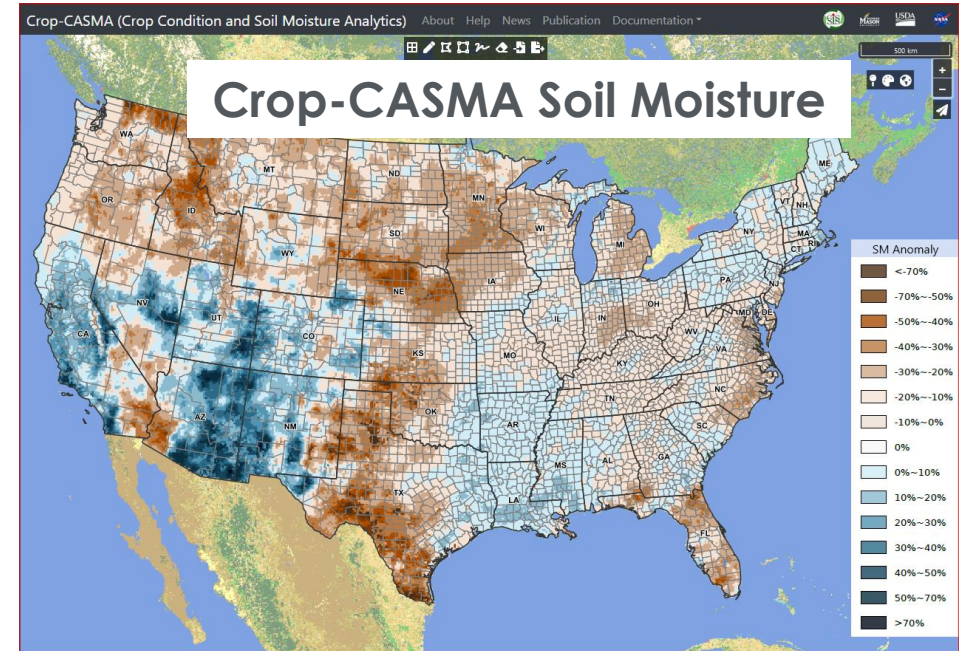 Crop-CASMA (Crop Condition and Soil Moisture Analytics) About Help News Publication Documentation
SIS MASON USDA NASA
500 km
+
−
Crop-CASMA Soil Moisture
WA
MT
ND
MN
ME
OR
ID
SD
WI
MI
VT
NH
NY
MA
CT
RI
WY
NE
IA
PA
NJ
NV
UT
CO
IL
IN
OH
MD
DE
CA
KS
MO
WV
VA
KY
AZ
NM
OK
AR
TN
NC
SC
TX
LA
MS
AL
GA
FL
SM Anomaly
<-70%
-70%~-50%
-50%~-40%
-40%~-30%
-30%~-20%
-20%~-10%
-10%~0%
0%
0%~10%
10%~20%
20%~30%
30%~40%
40%~50%
50%~70%
>70%